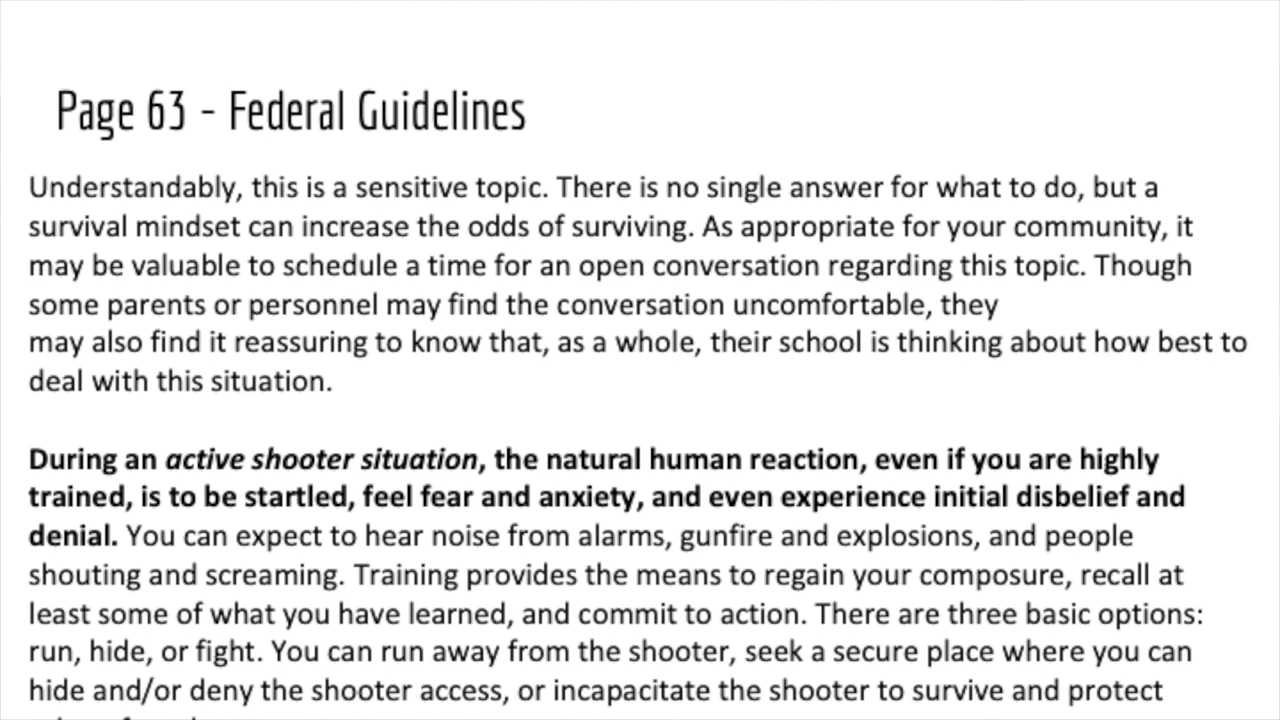 Page 63 - Federal Guidelines
Understandably, this is a sensitive topic. There is no single answer for what to do, but a
survival mindset can increase the odds of surviving. As appropriate for your community, it
may be valuable to schedule a time for an open conversation regarding this topic. Though
some parents or personnel may find the conversation uncomfortable, they
may also find it reassuring to know that, as a whole, their school is thinking about how best to
deal with this situation.
During an active shooter situation, the natural human reaction, even if you are highly
trained, is to be startled, feel fear and anxiety, and even experience initial disbelief and
denial. You can expect to hear noise from alarms, gunfire and explosions, and people
shouting and screaming. Training provides the means to regain your composure, recall at
least some of what you have learned, and commit to action. There are three basic options:
run, hide, or fight. You can run away from the shooter, seek a secure place where you can
hide and/or deny the shooter access, or incapacitate the shooter to survive and protect